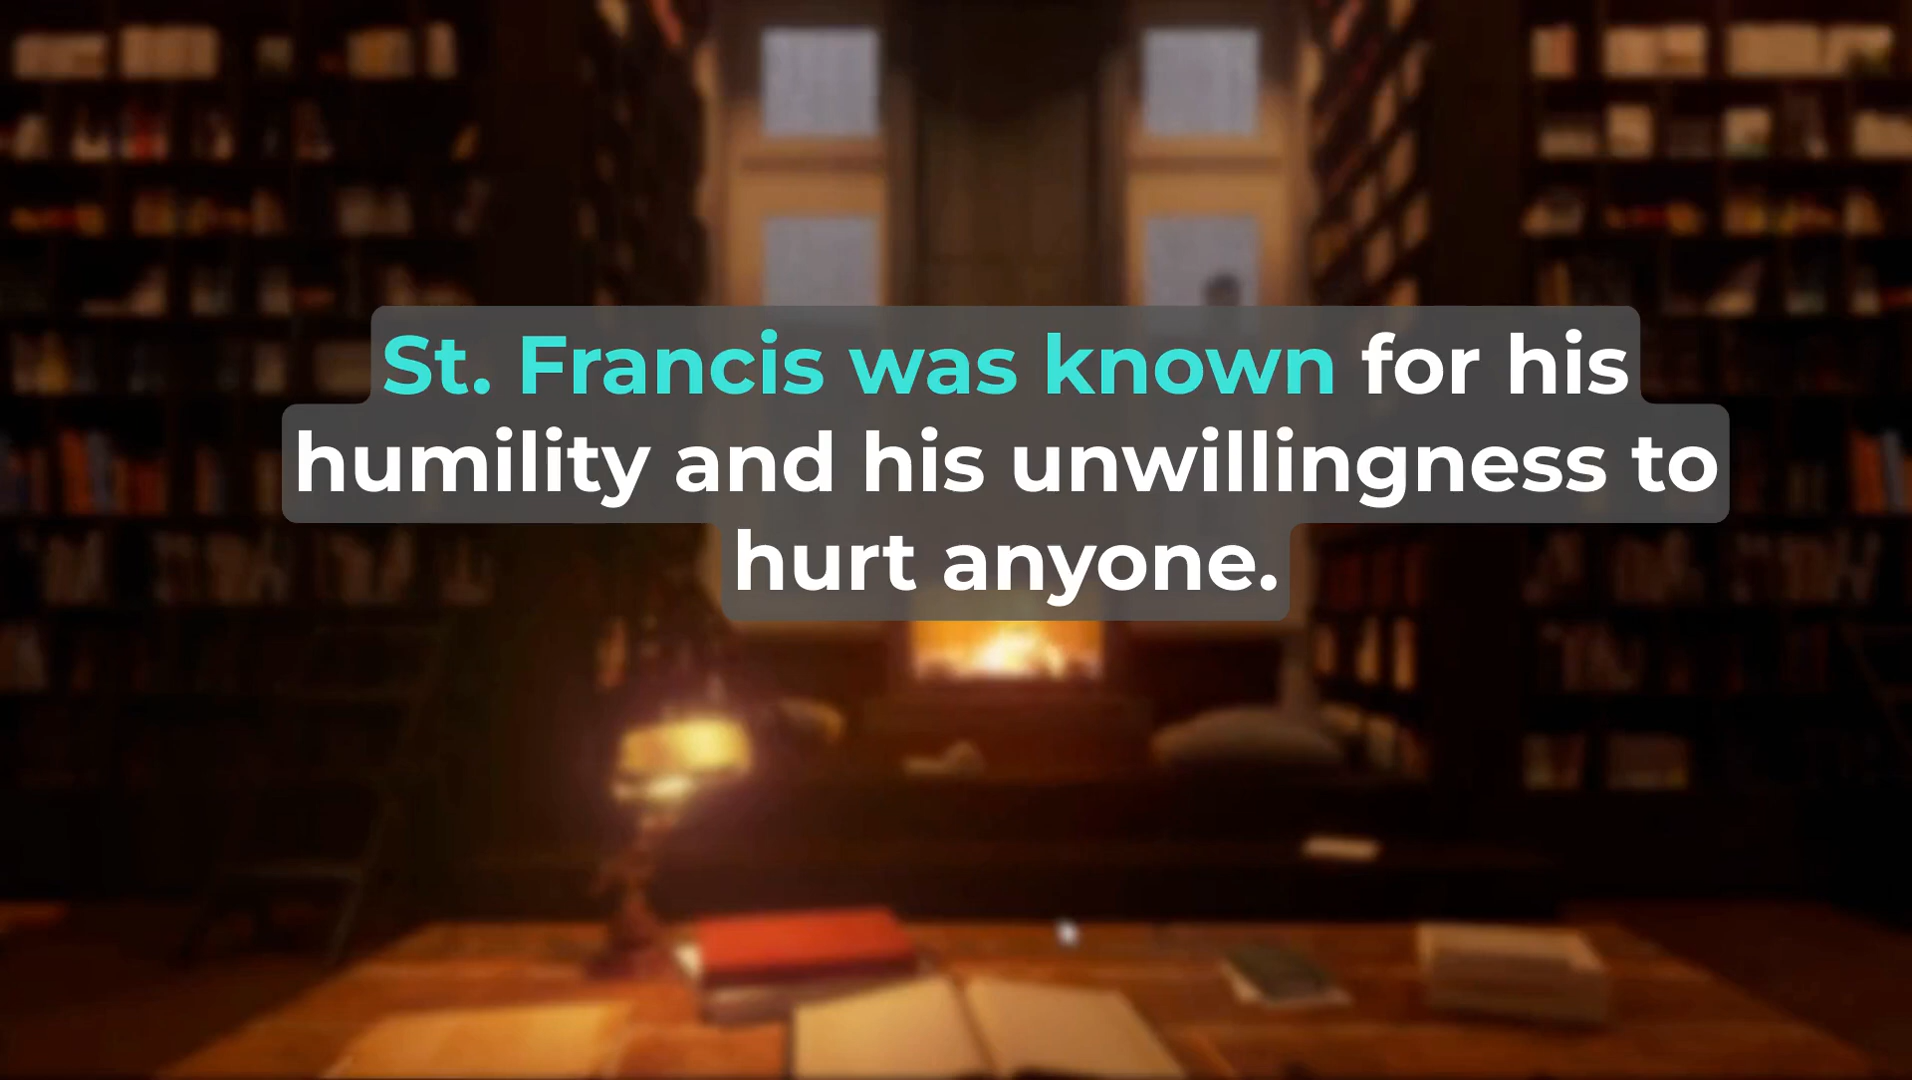 St. Francis was known for his
humility and his unwillingness to
hurt anyone.